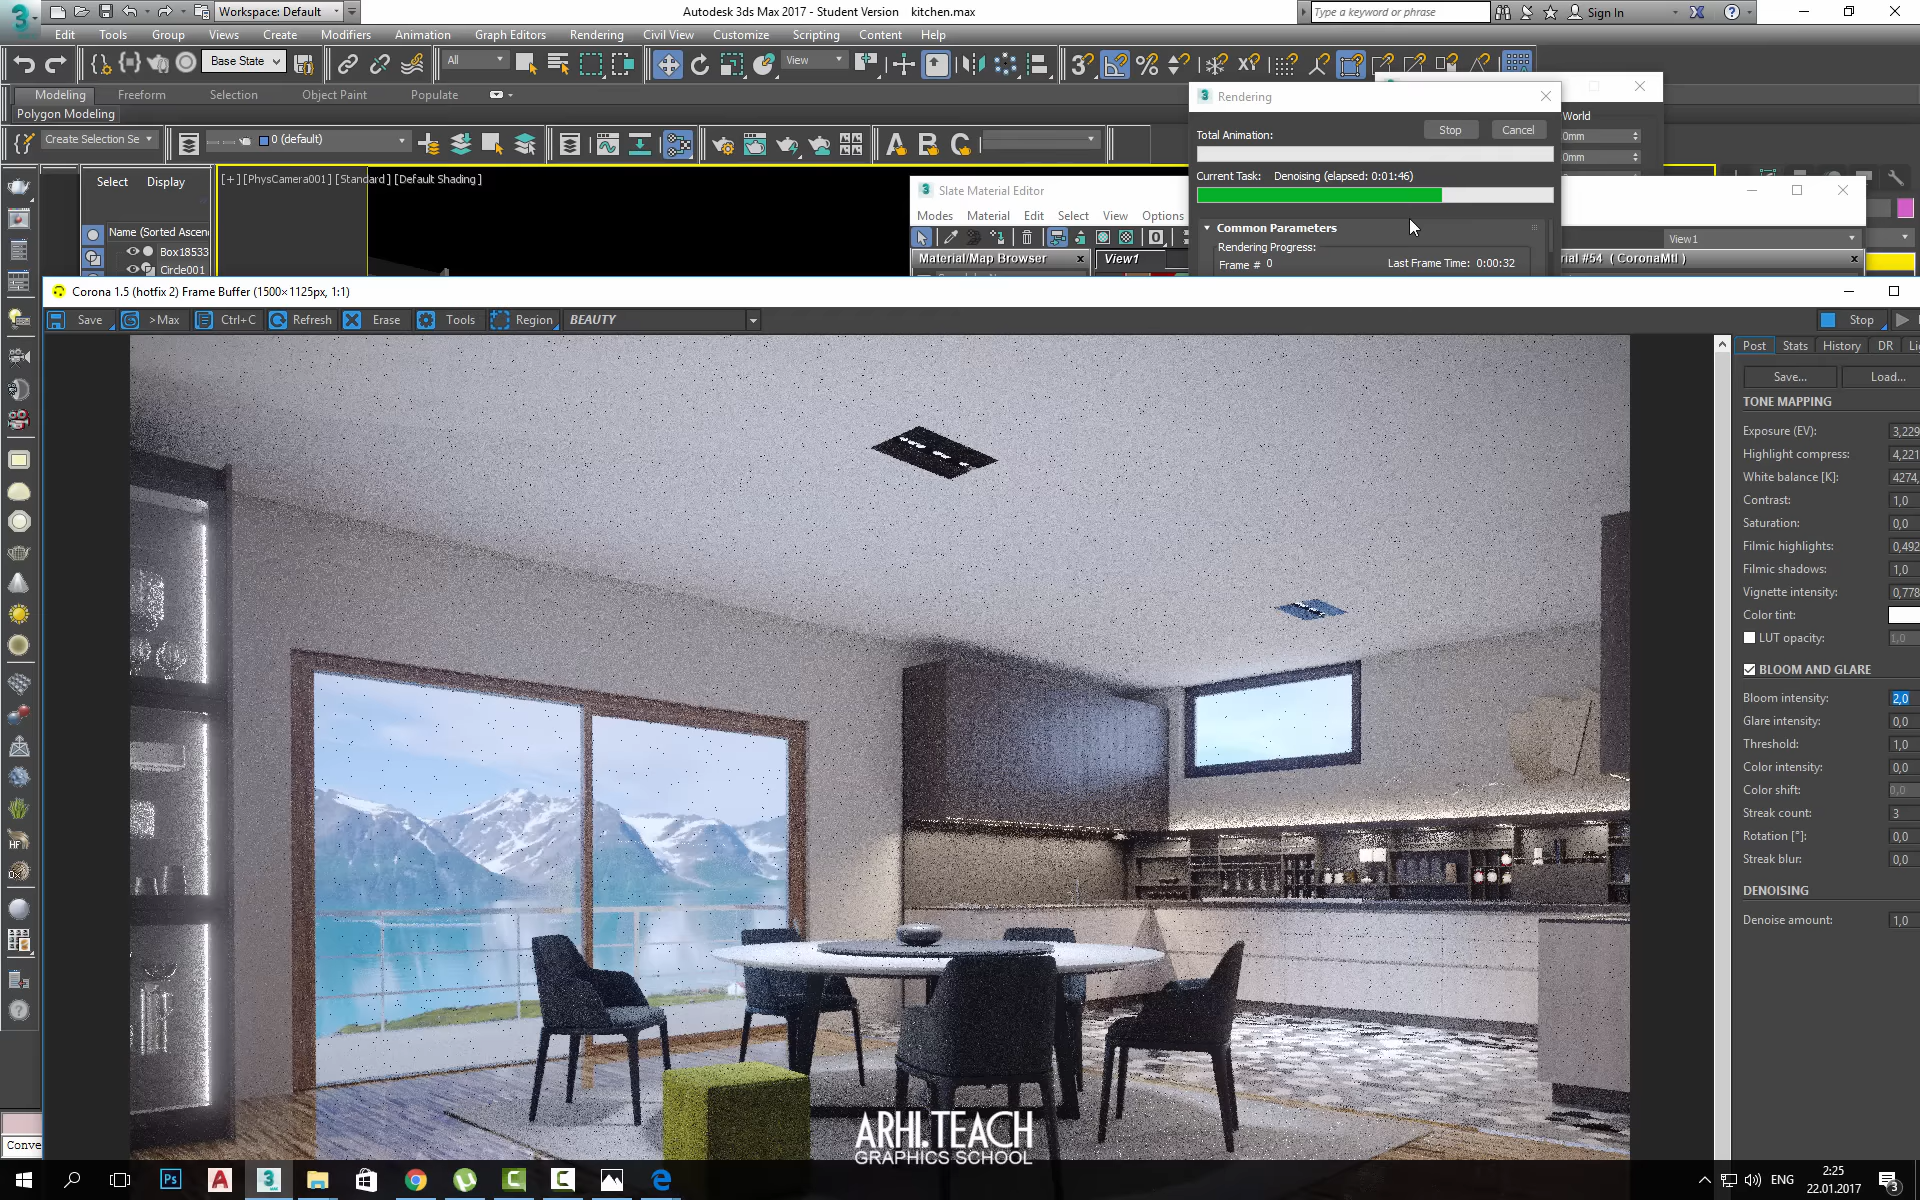 Workspace: Default
Autodesk 3ds Max 2017 - Student Version    kitchen.max
Type a keyword or phrase
Sign In
Edit Tools Group Views Create Modifiers Animation Graph Editors Rendering Civil View Customize Scripting Content Help
Base State
All
View
Modeling Freeform Selection Object Paint Populate
Polygon Modeling
Create Selection Se
0 (default)
Rendering
Total Animation:
Stop
Cancel
Current Task: Denoising (elapsed: 0:01:46)
Common Parameters
Rendering Progress:
Frame # 0
Last Frame Time: 0:00:32
World
0mm
0mm
Select Display
[+] [PhysCamera001] [Standard] [Default Shading]
Name (Sorted Ascen
Box18533
Circle001
Slate Material Editor
Modes Material Edit Select View Options
Material/Map Browser
View1
View1
rial #54 ( CoronaMtl )
Corona 1.5 (hotfix 2) Frame Buffer (1500×1125px, 1:1)
Save >Max Ctrl+C Refresh Erase Tools Region BEAUTY
Stop
Post Stats History DR Li
Save... Load...
TONE MAPPING
Exposure (EV): 3,229
Highlight compress: 4,221
White balance [K]: 4274,
Contrast: 1,0
Saturation: 0,0
Filmic highlights: 0,492
Filmic shadows: 1,0
Vignette intensity: 0,778
Color tint:
LUT opacity: 1,0
BLOOM AND GLARE
Bloom intensity: 2,0
Glare intensity: 0,0
Threshold: 1,0
Color intensity: 0,0
Color shift: 0,0
Streak count: 3
Rotation [°]: 0,0
Streak blur: 0,0
DENOISING
Denoise amount: 1,0
ARHI.TEACH
GRAPHICS SCHOOL
Conve
ENG
2:25
22.01.2017